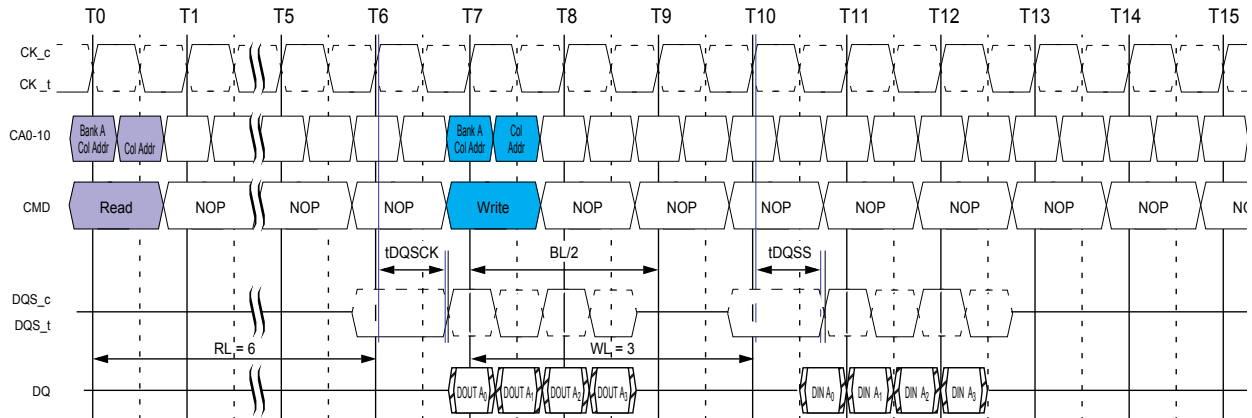 T0 T1 T5 T6 T7 T8 T9 T10 T11 T12 T13 T14 T15
CK_c
CK _t
CA0-10 Bank A Col Addr Col Addr Bank A Col Addr Col Addr
CMD Read NOP NOP NOP Write NOP NOP NOP NOP NOP NOP NOP
tDQSCK BL/2 tDQSS
DQS_c
DQS_t
RL = 6 WL = 3
DQ DOUT A0 DOUT A1 DOUT A2 DOUT A3 DIN A0 DIN A1 DIN A2 DIN A3